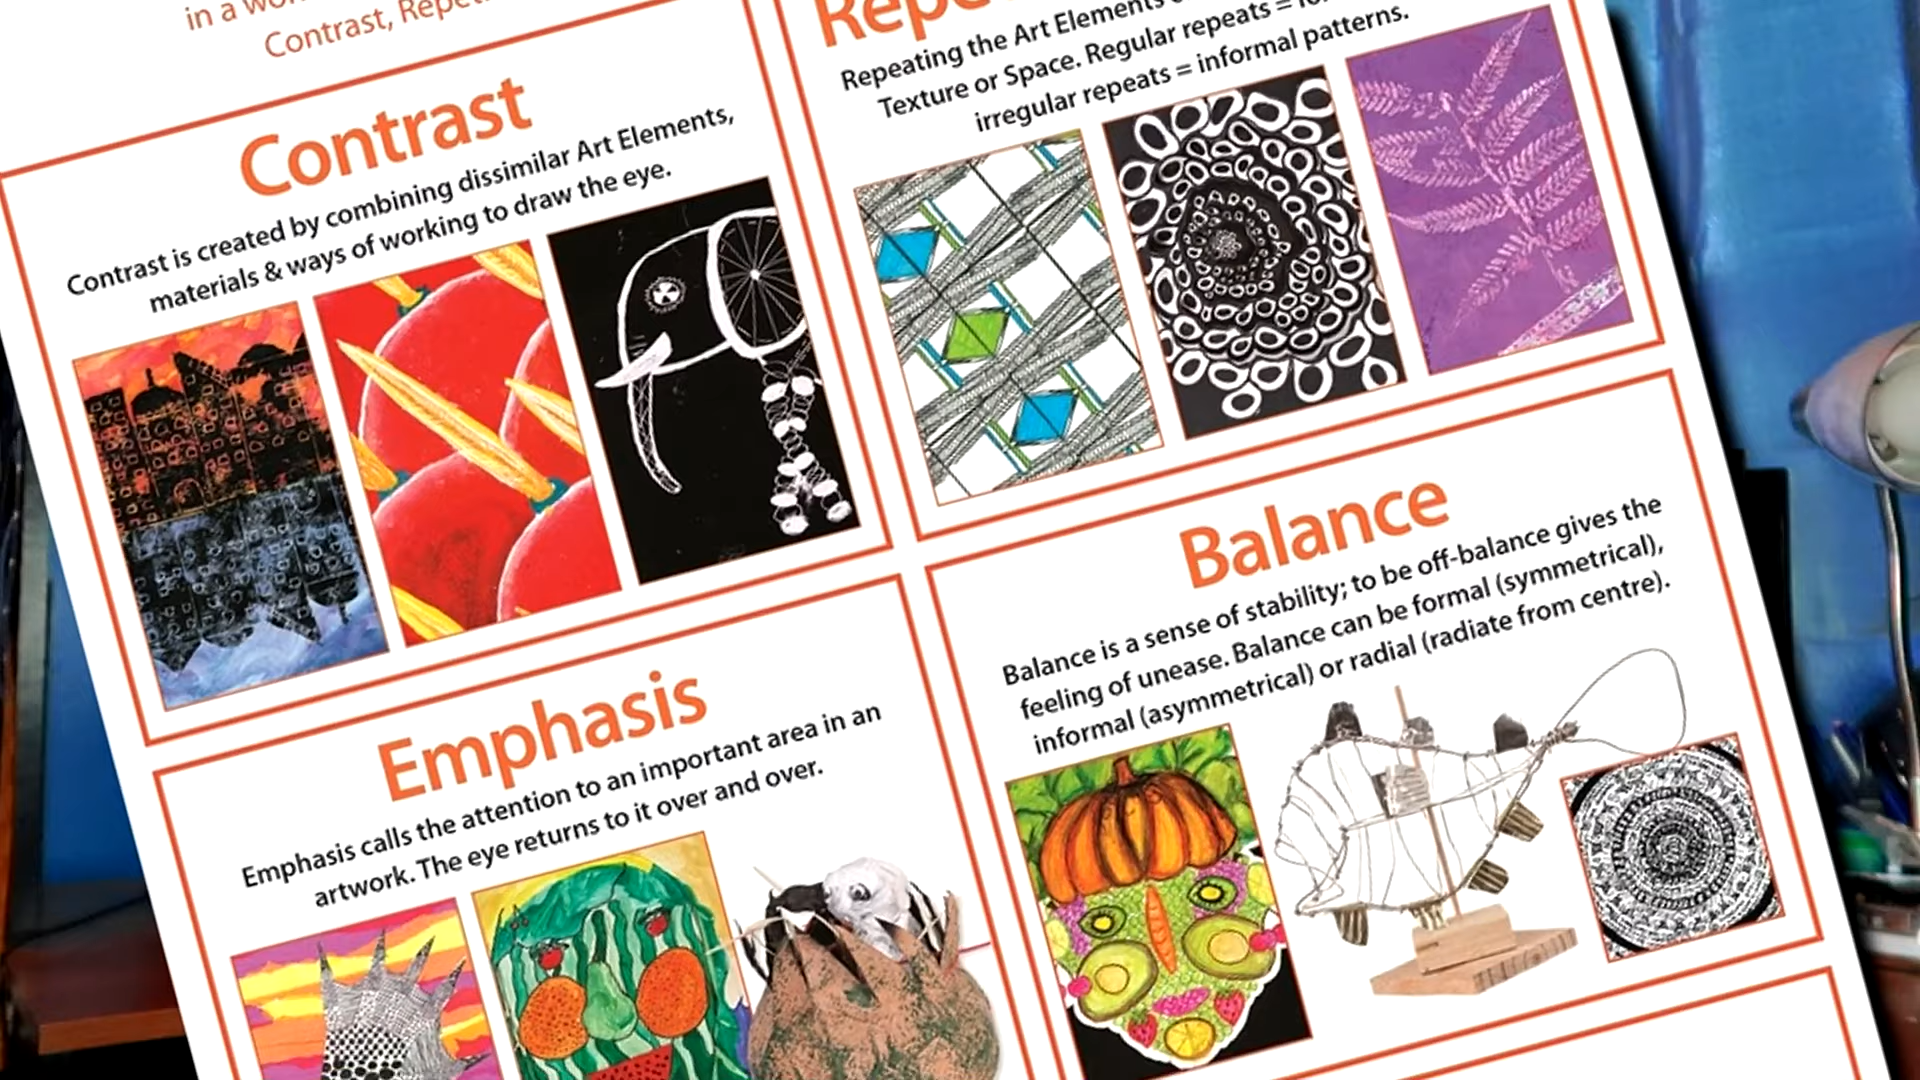 in a
Contrast,
Contrast
Contrast is created by combining dissimilar Art Elements,
materials & ways of working to draw the eye.
Repeating the Art Elements
Texture or Space. Regular repeats =
irregular repeats = informal patterns.
Balance
Balance is a sense of stability; to be off-balance gives the
feeling of unease. Balance can be formal (symmetrical),
informal (asymmetrical) or radial (radiate from centre).
Emphasis
Emphasis calls the attention to an important area in an
artwork. The eye returns to it over and over.